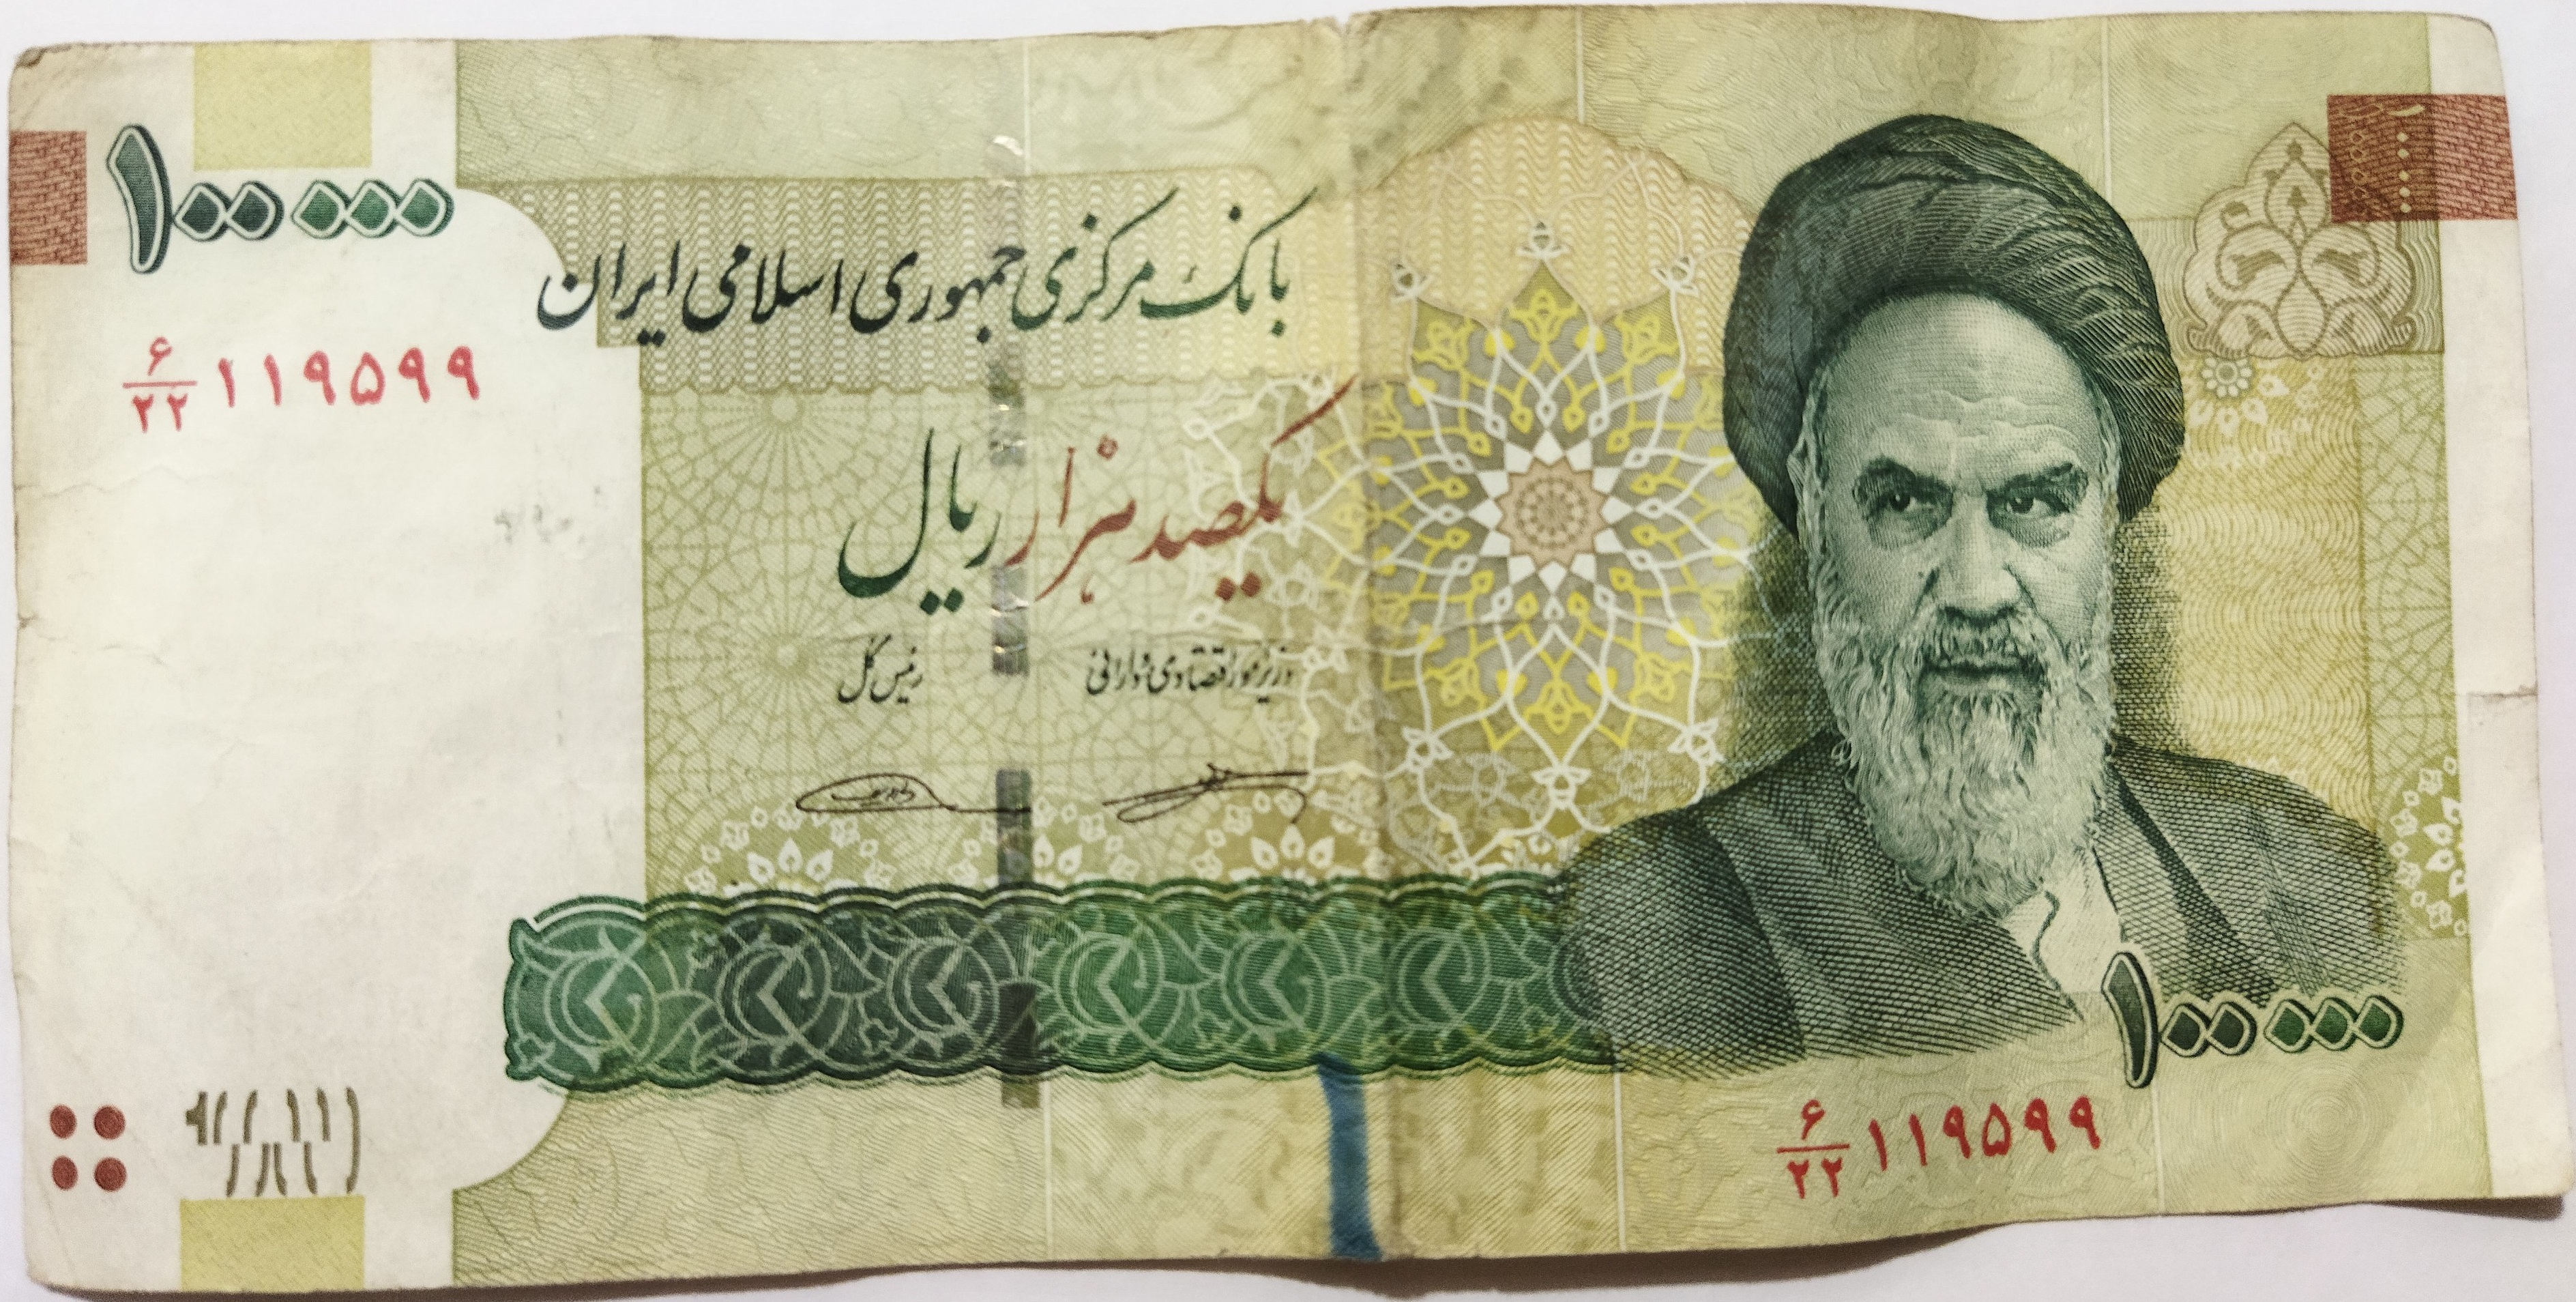 ۱۰۰ ۰۰۰
بانک مرکزی جمهوری اسلامی ایران
۶/۲۲ ۱۱۹۵۹۹
یکصد هزار ریال
وزیر امور اقتصادی و دارائی
رئیس کل
۱۰۰ ۰۰۰
۶/۲۲ ۱۱۹۵۹۹